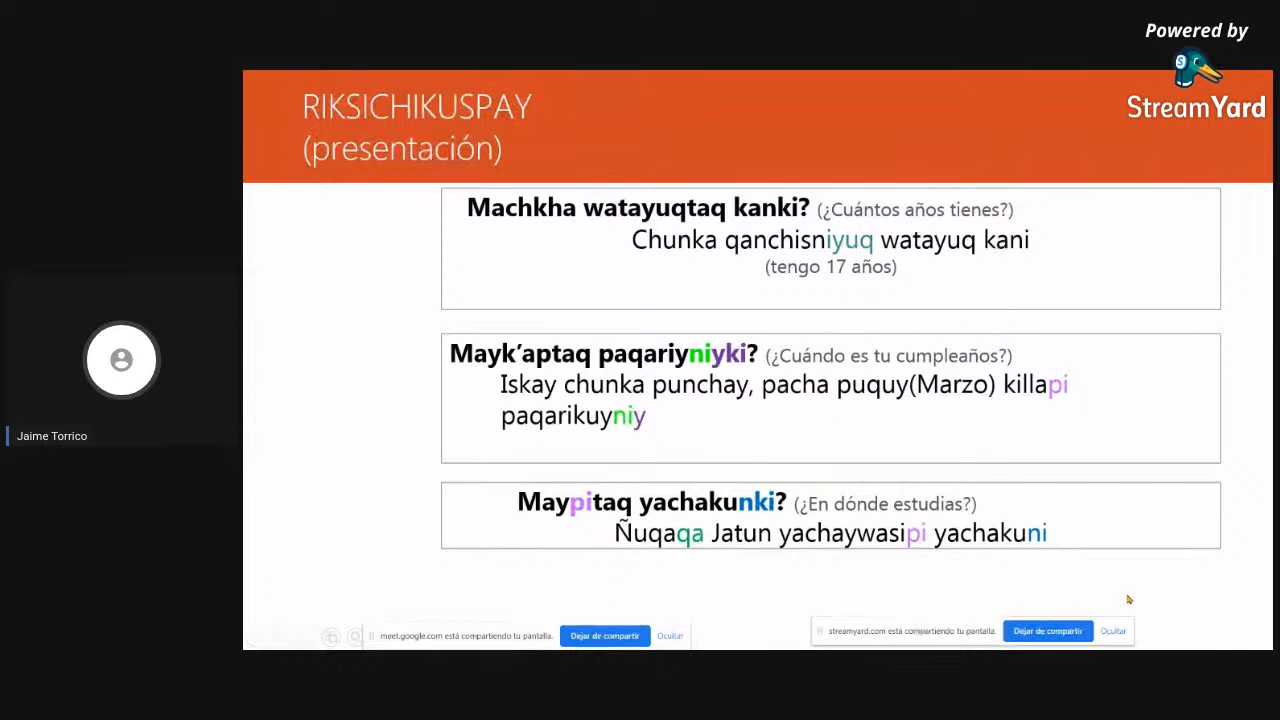 Powered by
StreamYard
RIKSICHIKUSPAY
(presentación)
Machkha watayuqtaq kanki? (¿Cuántos años tienes?)
Chunka qanchisniyuq watayuq kani
(tengo 17 años)
Mayk’aptaq paqariyniyki? (¿Cuándo es tu cumpleaños?)
Iskay chunka punchay, pacha puquy(Marzo) killapi
paqarikuyniy
Maypitaq yachakunki? (¿En dónde estudias?)
Ñuqaqa Jatun yachaywasipi yachakuni
Jaime Torrico
meet.google.com está compartiendo tu pantalla. Dejar de compartir Ocultar
streamyard.com está compartiendo tu pantalla. Dejar de compartir Ocultar